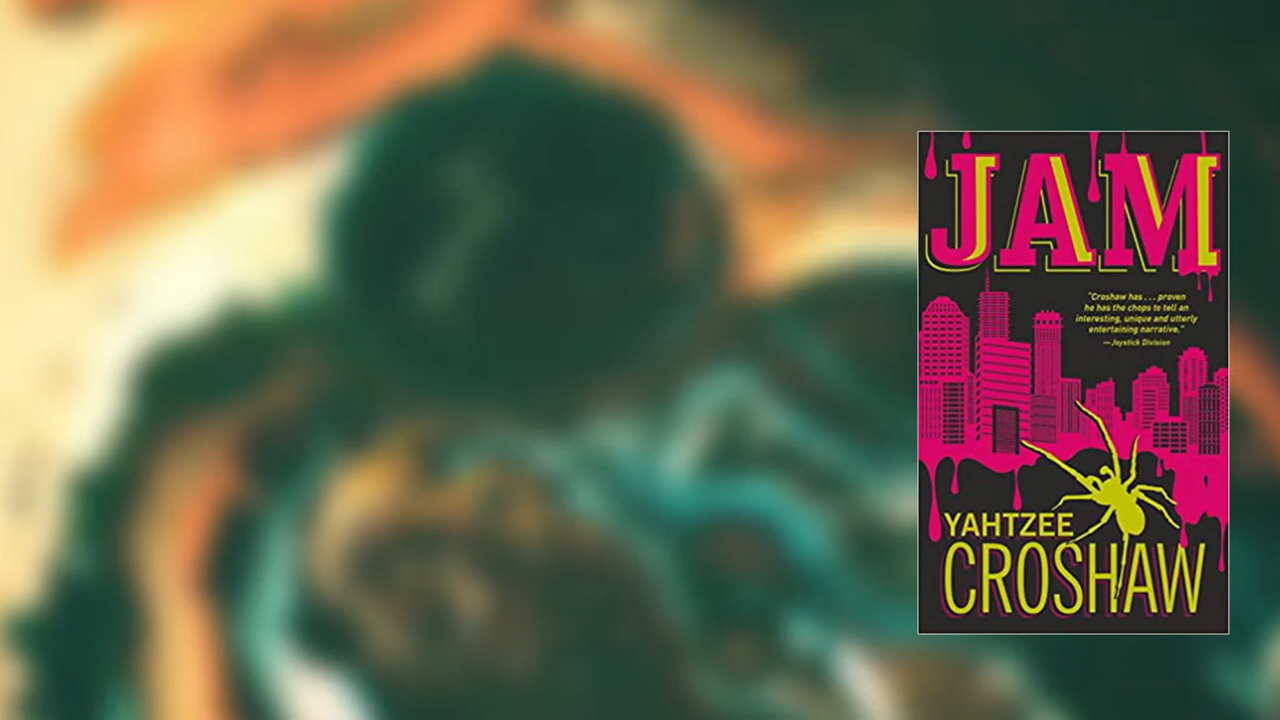 JAM
"Croshaw has . . . proven
he has the chops to tell an
interesting, unique and utterly
entertaining narrative."
—Joystick Division
YAHTZEE
CROSHAW